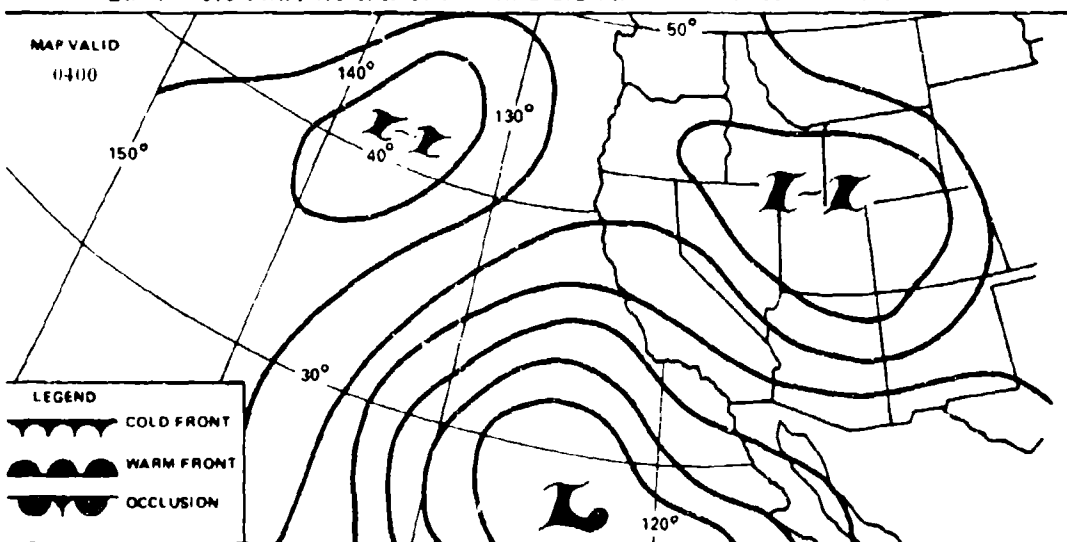 MAP VALID
0400
50°
140°
130°
150°
40°
H
H
30°
LEGEND
COLD FRONT
WARM FRONT
OCCLUSION
L
120°